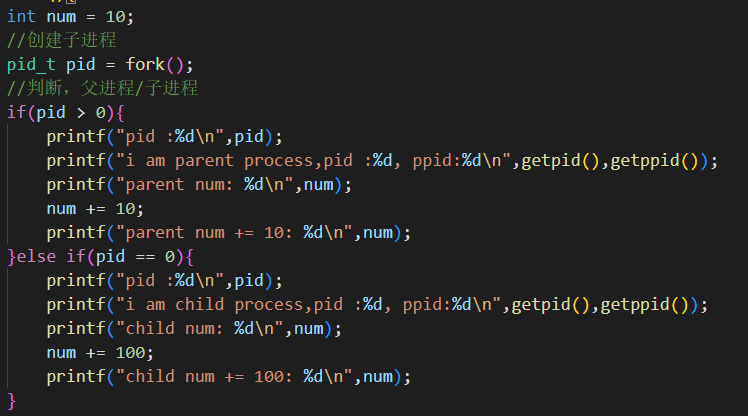 int num = 10;
//创建子进程
pid_t pid = fork();
//判断，父进程/子进程
if(pid > 0){
    printf("pid :%d\n",pid);
    printf("i am parent process,pid :%d, ppid:%d\n",getpid(),getppid());
    printf("parent num: %d\n",num);
    num += 10;
    printf("parent num += 10: %d\n",num);
}else if(pid == 0){
    printf("pid :%d\n",pid);
    printf("i am child process,pid :%d, ppid:%d\n",getpid(),getppid());
    printf("child num: %d\n",num);
    num += 100;
    printf("child num += 100: %d\n",num);
}